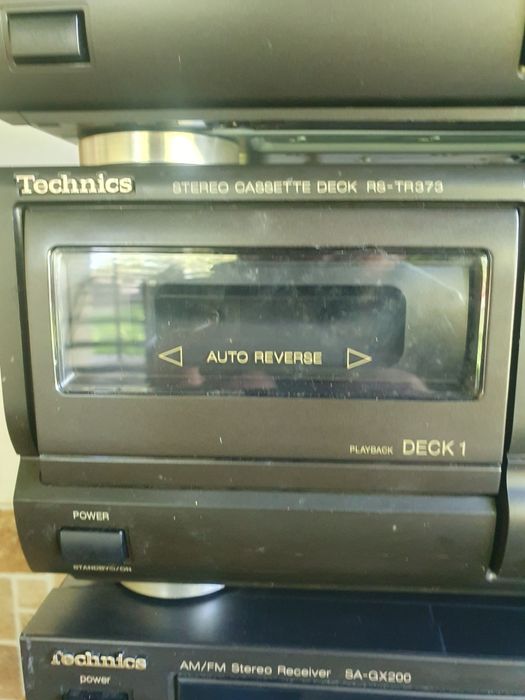 Technics STEREO CASSETTE DECK RS-TR373
AUTO REVERSE
PLAYBACK DECK 1
POWER
STANDBY⏻/ON
Technics AM/FM Stereo Receiver SA-GX200
power